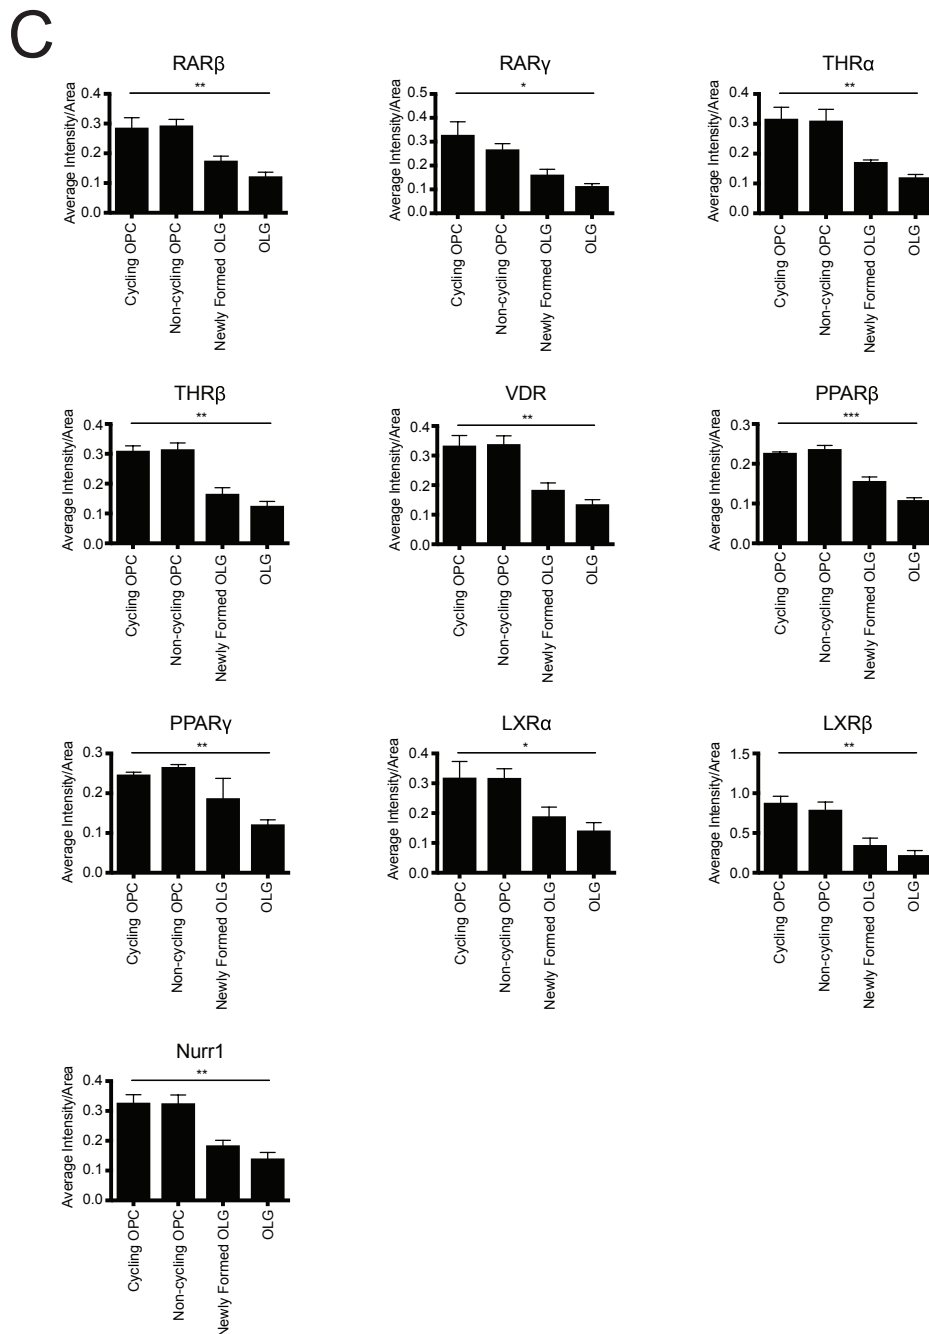 C
RARβ
**
Average Intensity/Area
0.4
0.3
0.2
0.1
0.0
Cycling OPC
Non-cycling OPC
Newly Formed OLG
OLG
RARγ
*
Average Intensity/Area
0.5
0.4
0.3
0.2
0.1
0.0
Cycling OPC
Non-cycling OPC
Newly Formed OLG
OLG
THRα
**
Average Intensity/Area
0.4
0.3
0.2
0.1
0.0
Cycling OPC
Non-cycling OPC
Newly Formed OLG
OLG
THRβ
**
Average Intensity/Area
0.4
0.3
0.2
0.1
0.0
Cycling OPC
Non-cycling OPC
Newly Formed OLG
OLG
VDR
**
Average Intensity/Area
0.4
0.3
0.2
0.1
0.0
Cycling OPC
Non-cycling OPC
Newly Formed OLG
OLG
PPARβ
***
Average Intensity/Area
0.3
0.2
0.1
0.0
Cycling OPC
Non-cycling OPC
Newly Formed OLG
OLG
PPARγ
**
Average Intensity/Area
0.3
0.2
0.1
0.0
Cycling OPC
Non-cycling OPC
Newly Formed OLG
OLG
LXRα
*
Average Intensity/Area
0.4
0.3
0.2
0.1
0.0
Cycling OPC
Non-cycling OPC
Newly Formed OLG
OLG
LXRβ
**
Average Intensity/Area
1.5
1.0
0.5
0.0
Cycling OPC
Non-cycling OPC
Newly Formed OLG
OLG
Nurr1
**
Average Intensity/Area
0.4
0.3
0.2
0.1
0.0
Cycling OPC
Non-cycling OPC
Newly Formed OLG
OLG